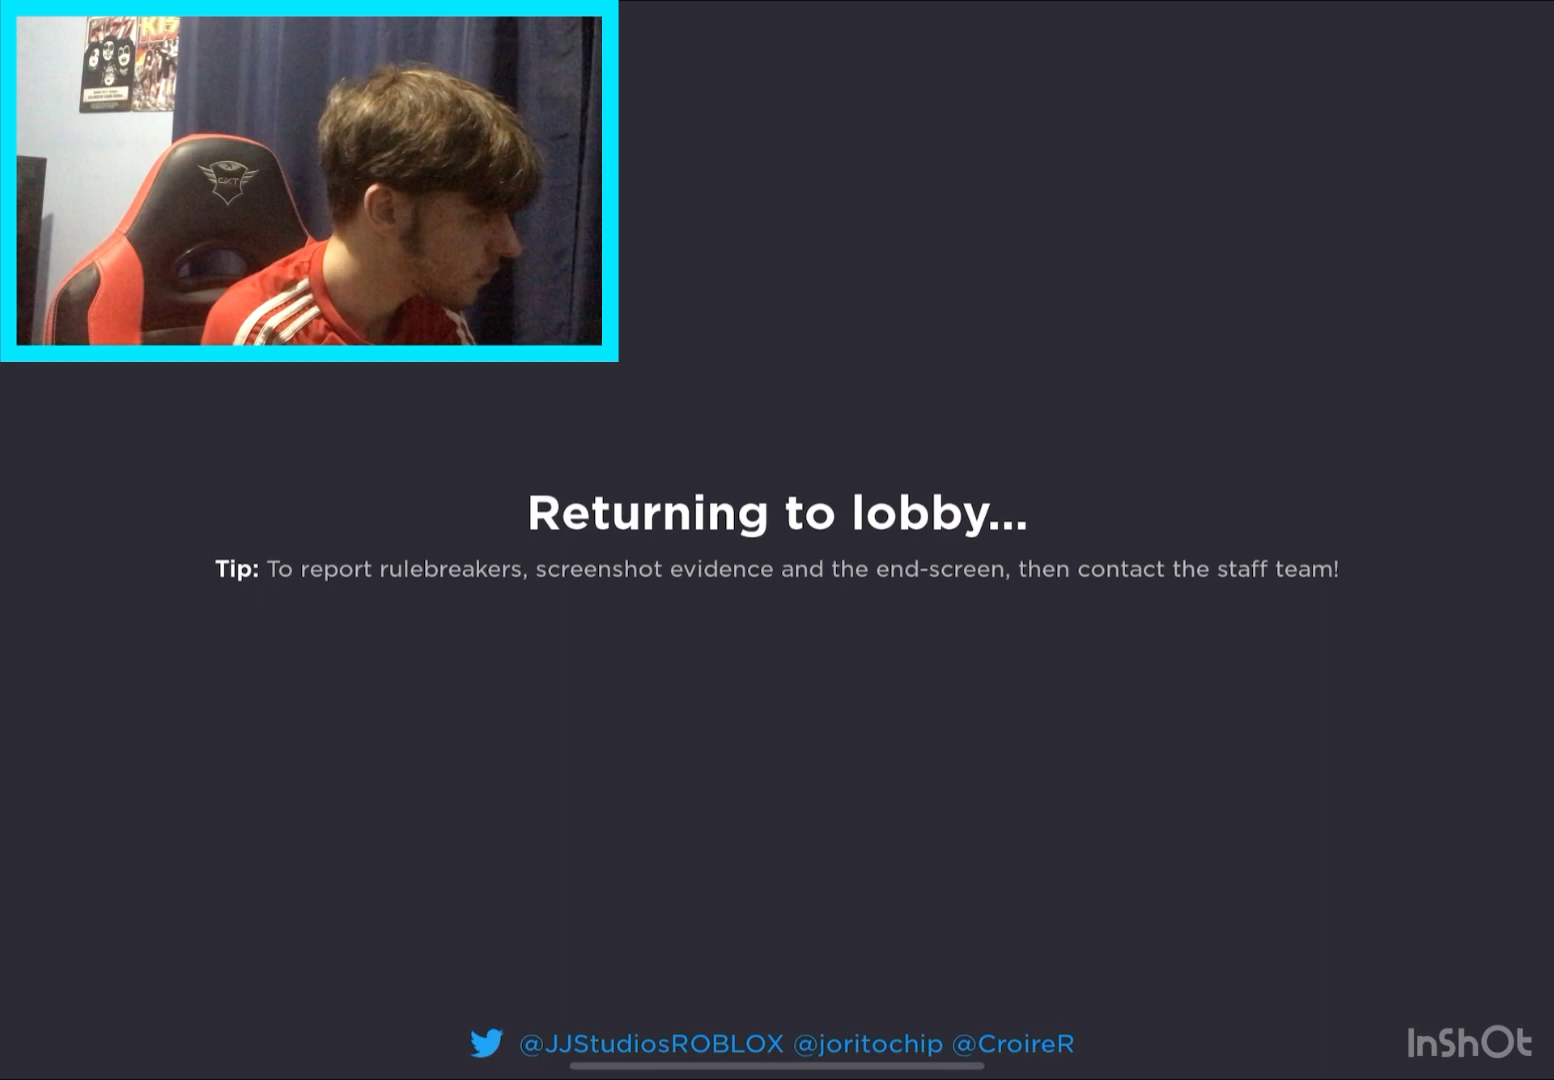 GXT
Returning to lobby...
Tip: To report rulebreakers, screenshot evidence and the end-screen, then contact the staff team!
@JJStudiosROBLOX @joritochip @CroireR
InShOt